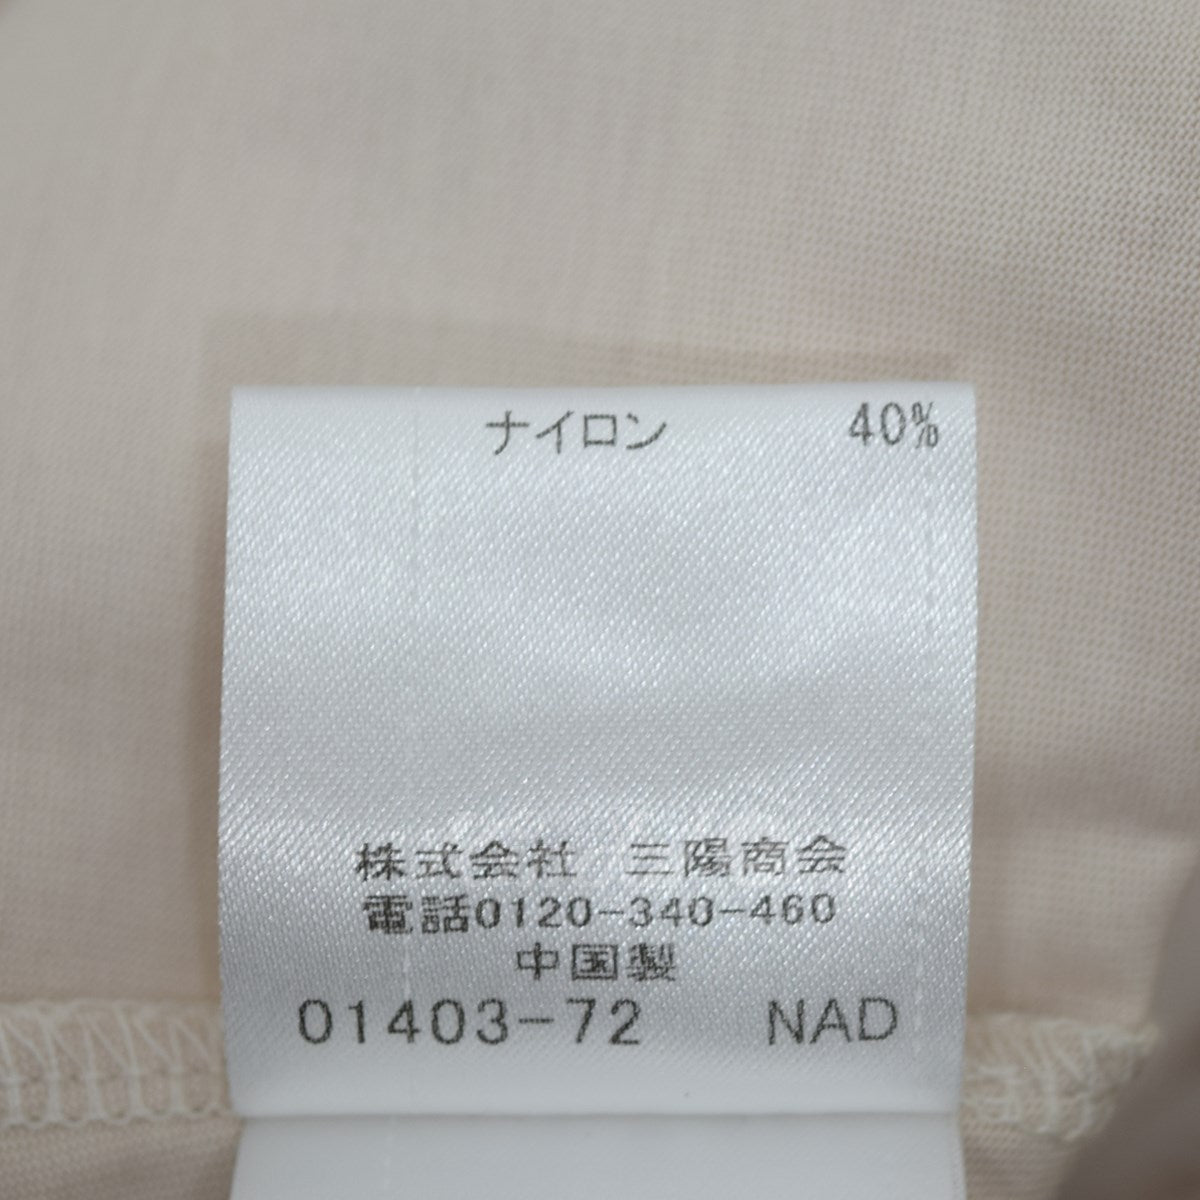 ナイロン 40%
株式会社 三陽商会
電話0120-340-460
中国製
01403-72 NAD